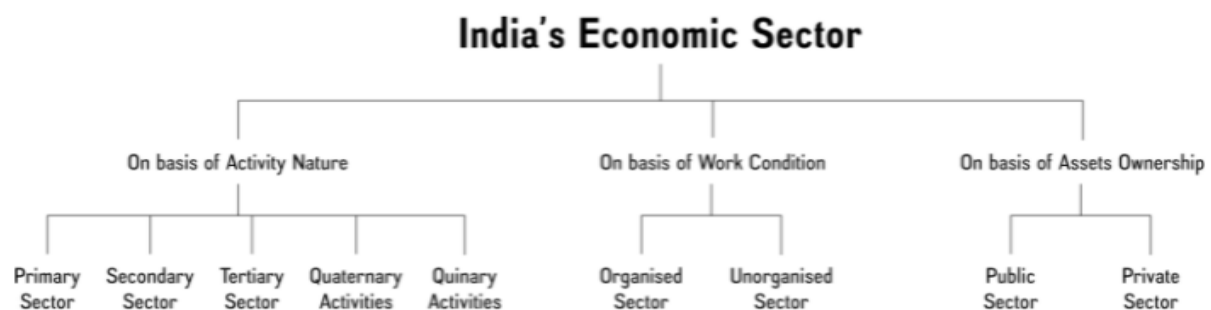 India's Economic Sector
On basis of Activity Nature
On basis of Work Condition
On basis of Assets Ownership
Primary
Sector
Secondary
Sector
Tertiary
Sector
Quaternary
Activities
Quinary
Activities
Organised
Sector
Unorganised
Sector
Public
Sector
Private
Sector